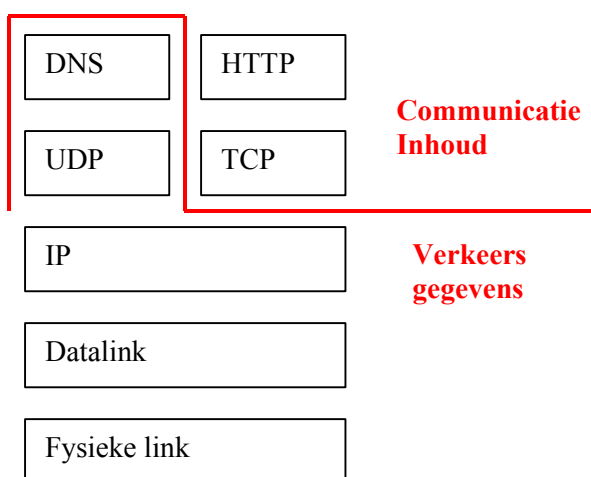 DNS
HTTP
Communicatie
Inhoud
UDP
TCP
IP
Verkeers
gegevens
Datalink
Fysieke link